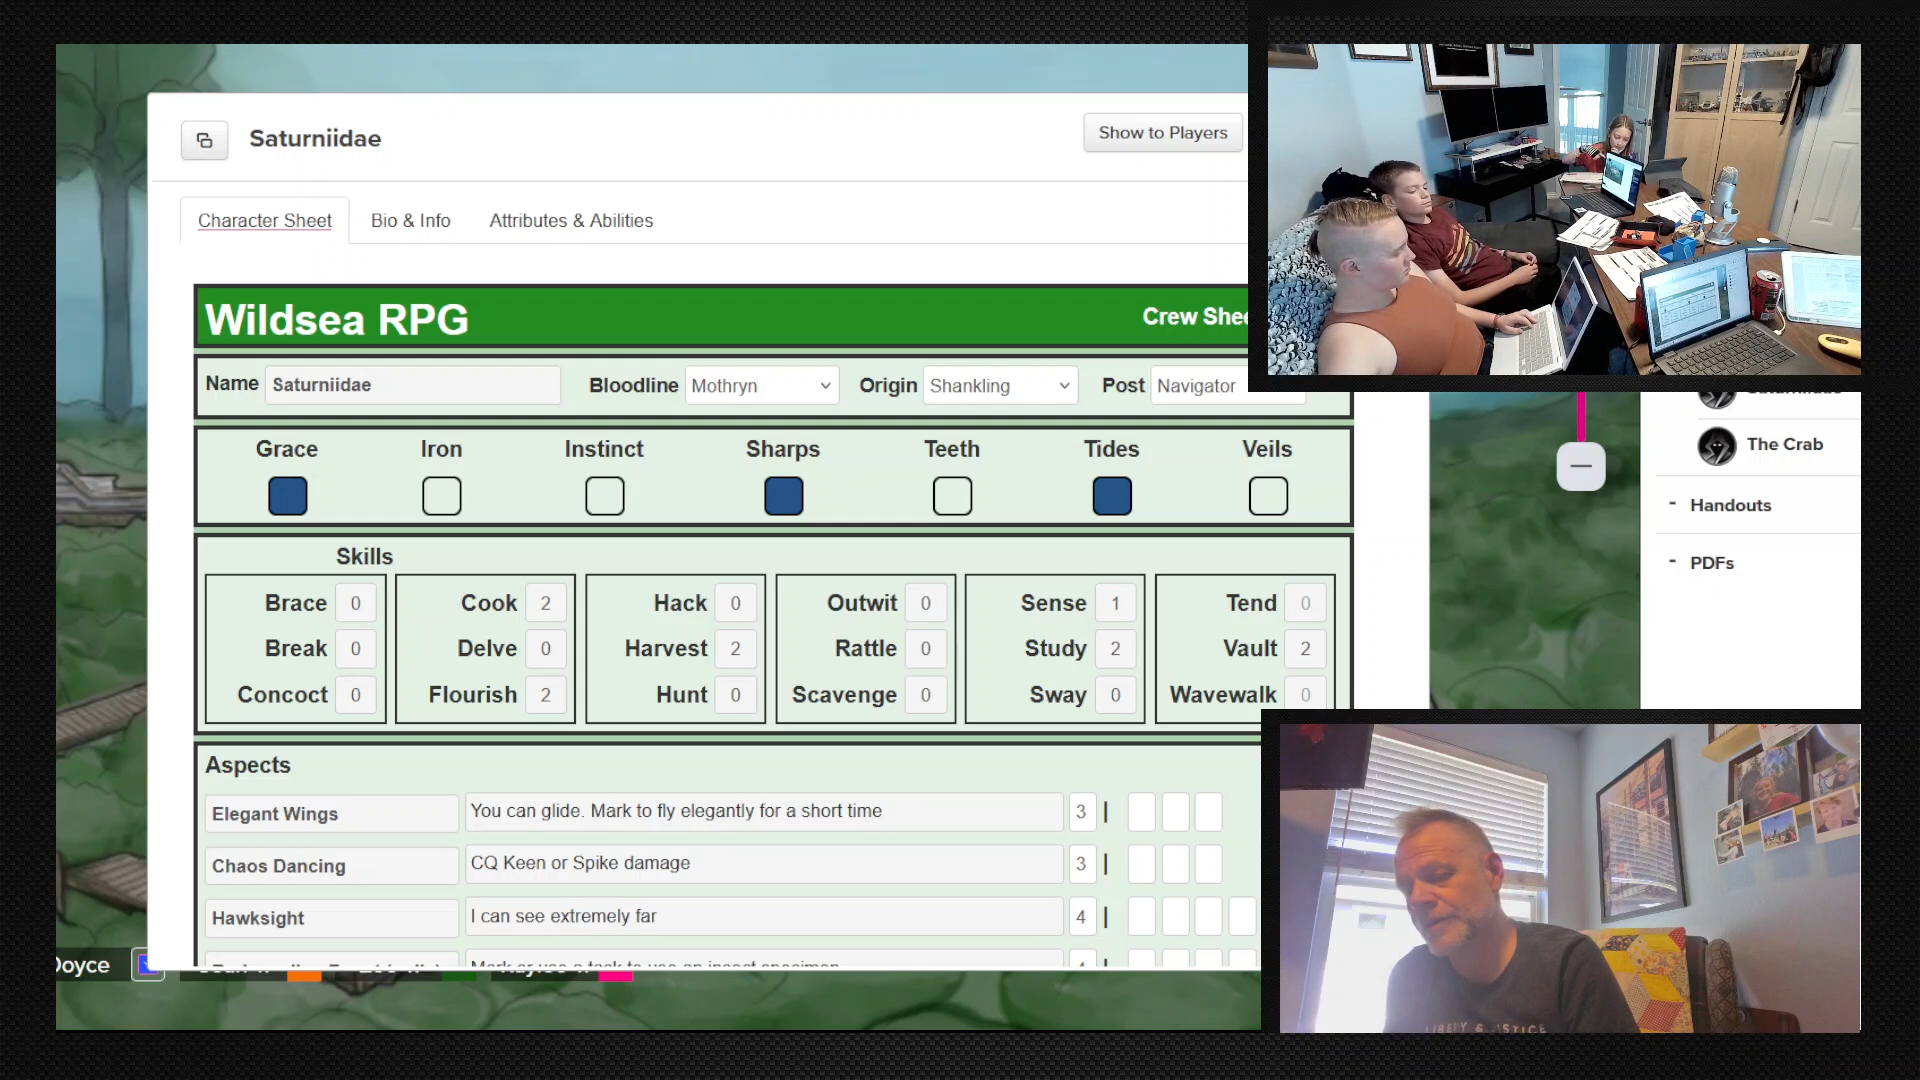 Saturniidae
Show to Players
Character Sheet Bio & Info Attributes & Abilities
Wildsea RPG
Crew Shee
Name Saturniidae Bloodline Mothryn Origin Shankling Post Navigator
Grace Iron Instinct Sharps Teeth Tides Veils
Skills
Brace 0 Cook 2 Hack 0 Outwit 0 Sense 1 Tend 0
Break 0 Delve 0 Harvest 2 Rattle 0 Study 2 Vault 2
Concoct 0 Flourish 2 Hunt 0 Scavenge 0 Sway 0 Wavewalk 0
Aspects
Elegant Wings You can glide. Mark to fly elegantly for a short time 3 |
Chaos Dancing CQ Keen or Spike damage 3 |
Hawksight I can see extremely far 4 |
The Crab
- Handouts
- PDFs
Doyce
LIBERTY & JUSTICE